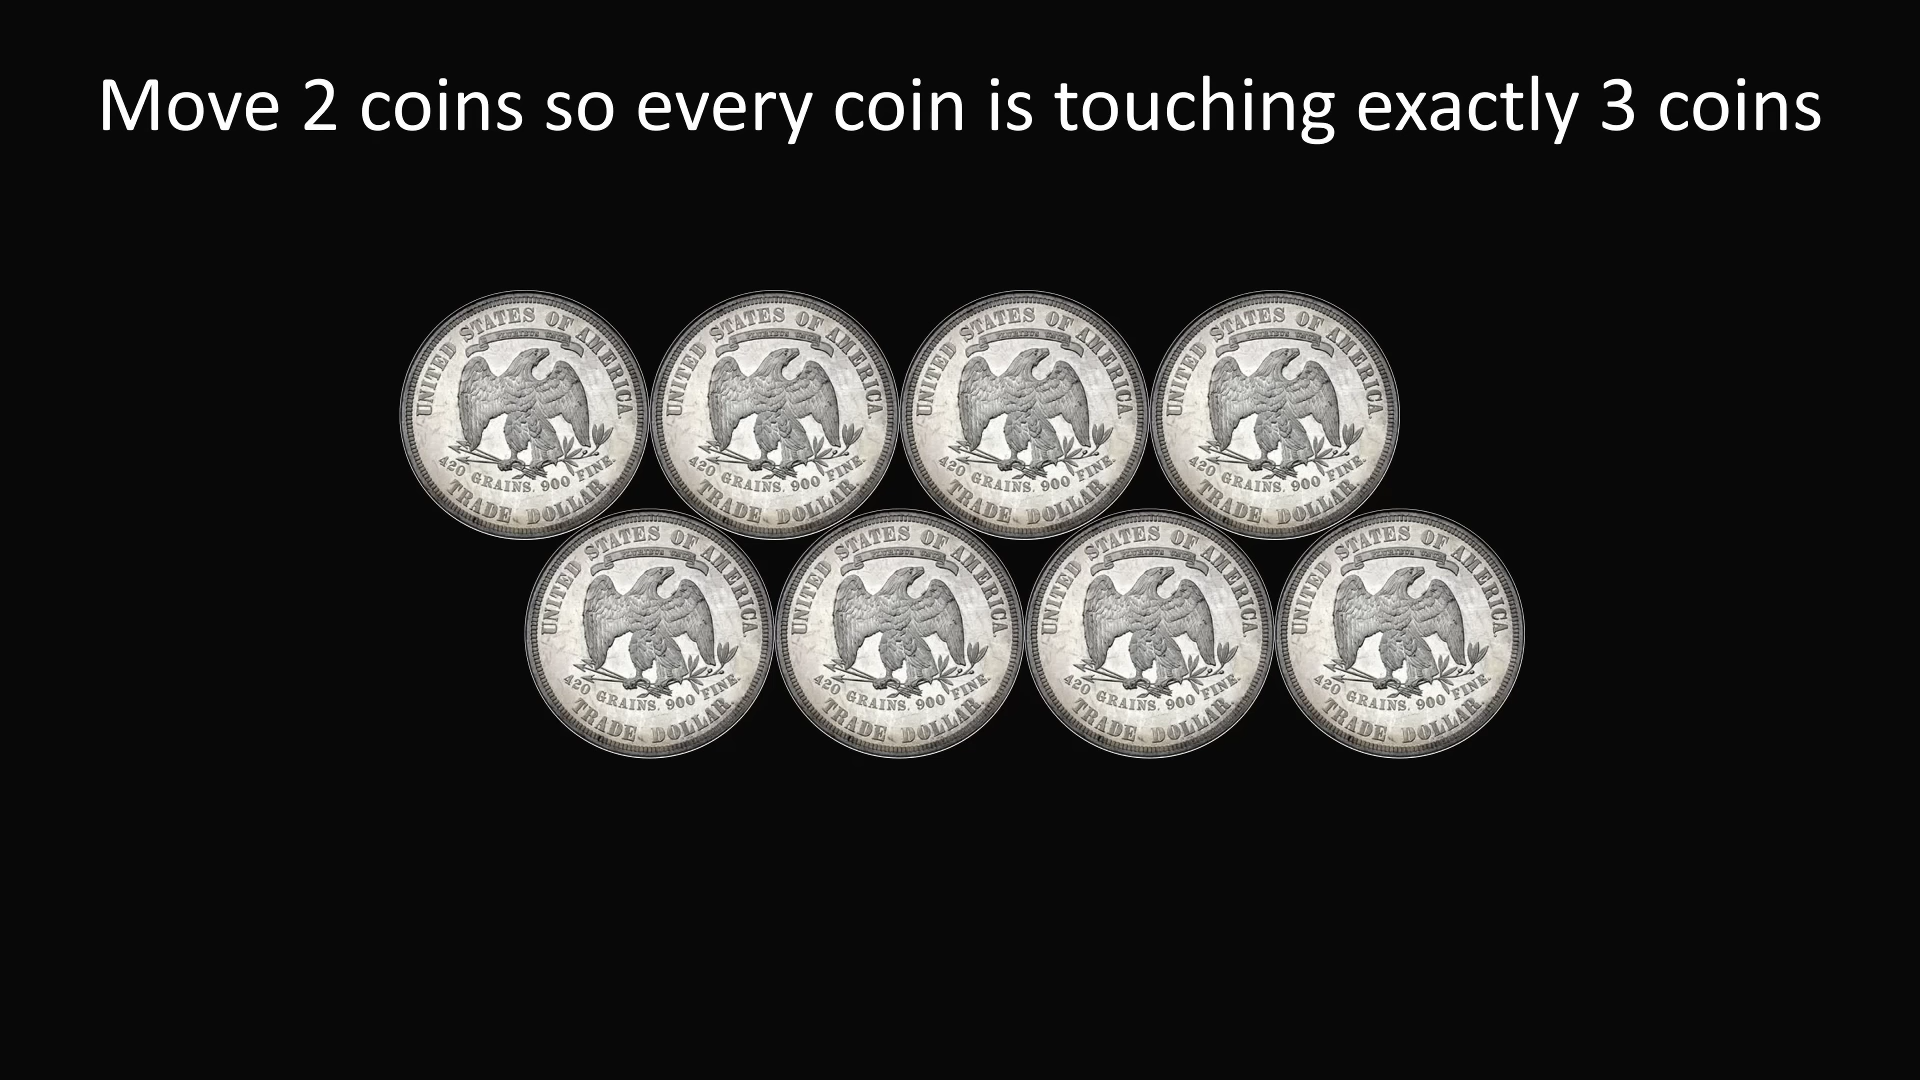 Move 2 coins so every coin is touching exactly 3 coins
UNITED STATES OF AMERICA
420 GRAINS, 900 FINE.
TRADE DOLLAR.
UNITED STATES OF AMERICA
420 GRAINS, 900 FINE.
TRADE DOLLAR.
UNITED STATES OF AMERICA
420 GRAINS, 900 FINE.
TRADE DOLLAR.
UNITED STATES OF AMERICA
420 GRAINS, 900 FINE.
TRADE DOLLAR.
UNITED STATES OF AMERICA
420 GRAINS, 900 FINE.
TRADE DOLLAR.
UNITED STATES OF AMERICA
420 GRAINS, 900 FINE.
TRADE DOLLAR.
UNITED STATES OF AMERICA
420 GRAINS, 900 FINE.
TRADE DOLLAR.
UNITED STATES OF AMERICA
420 GRAINS, 900 FINE.
TRADE DOLLAR.